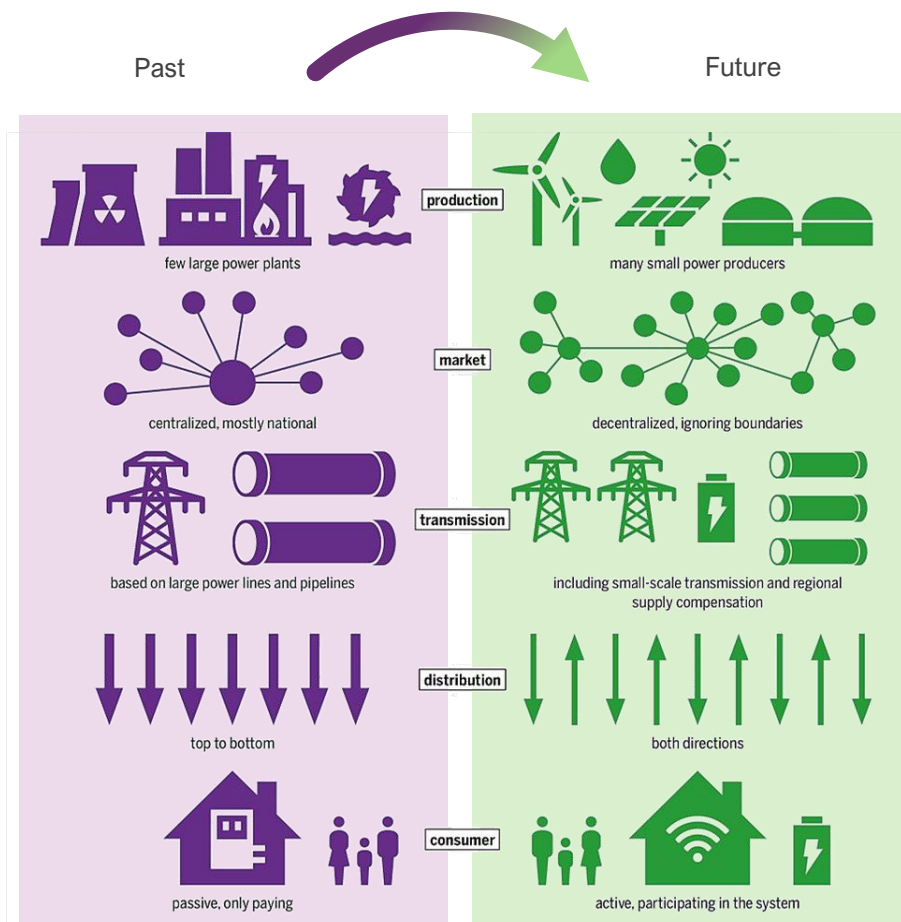 Past
Future
production
few large power plants
many small power producers
market
centralized, mostly national
decentralized, ignoring boundaries
transmission
based on large power lines and pipelines
including small-scale transmission and regional
supply compensation
distribution
top to bottom
both directions
consumer
passive, only paying
active, participating in the system